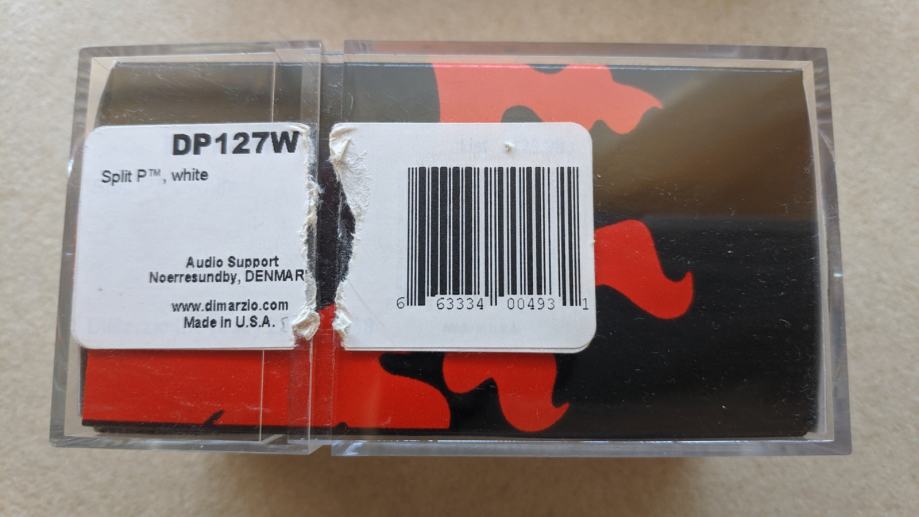 DP127W
Split P™, white
Audio Support
Noerresundby, DENMAR
www.dimarzio.com
Made in U.S.A.
6 63334 00493 1